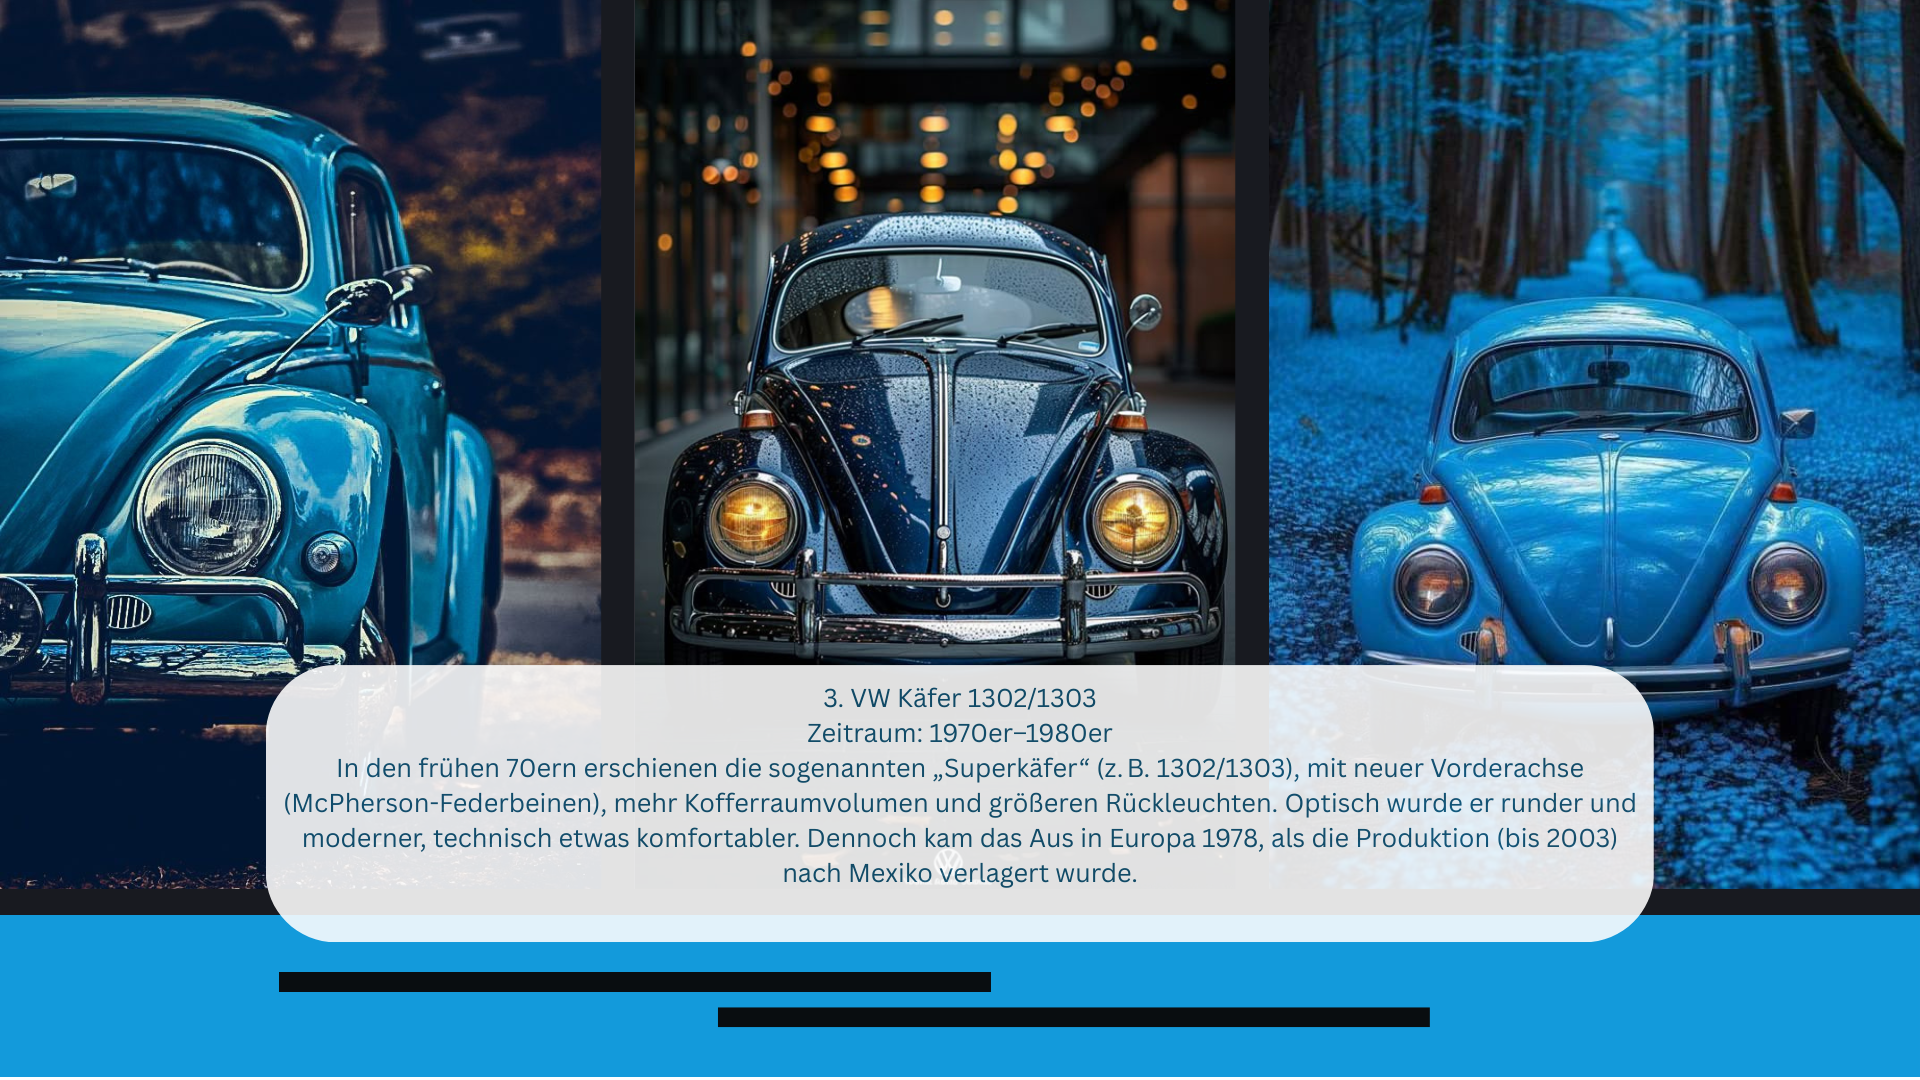 3. VW Käfer 1302/1303
Zeitraum: 1970er–1980er
In den frühen 70ern erschienen die sogenannten „Superkäfer“ (z. B. 1302/1303), mit neuer Vorderachse
(McPherson-Federbeinen), mehr Kofferraumvolumen und größeren Rückleuchten. Optisch wurde er runder und
moderner, technisch etwas komfortabler. Dennoch kam das Aus in Europa 1978, als die Produktion (bis 2003)
nach Mexiko verlagert wurde.